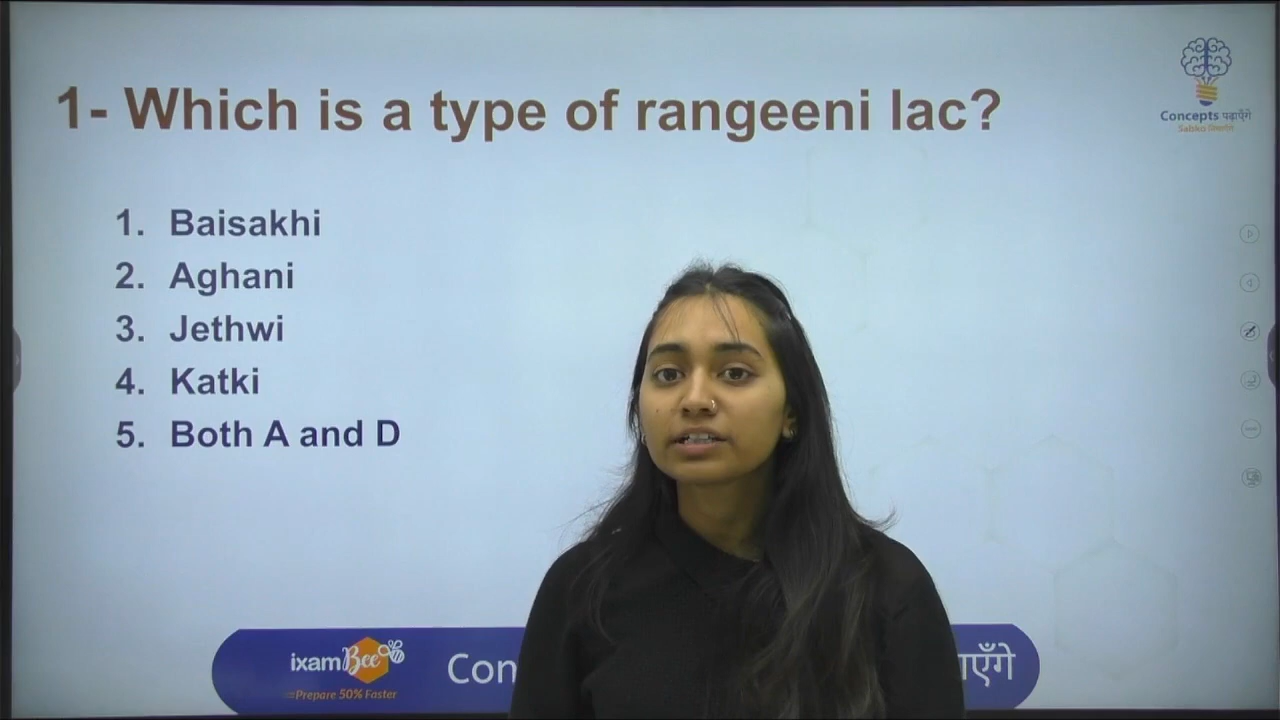 1- Which is a type of rangeeni lac?
Concepts पढ़ाएँगे
1. Baisakhi
2. Aghani
3. Jethwi
4. Katki
5. Both A and D
ixamBee
Prepare 50% Faster
Con